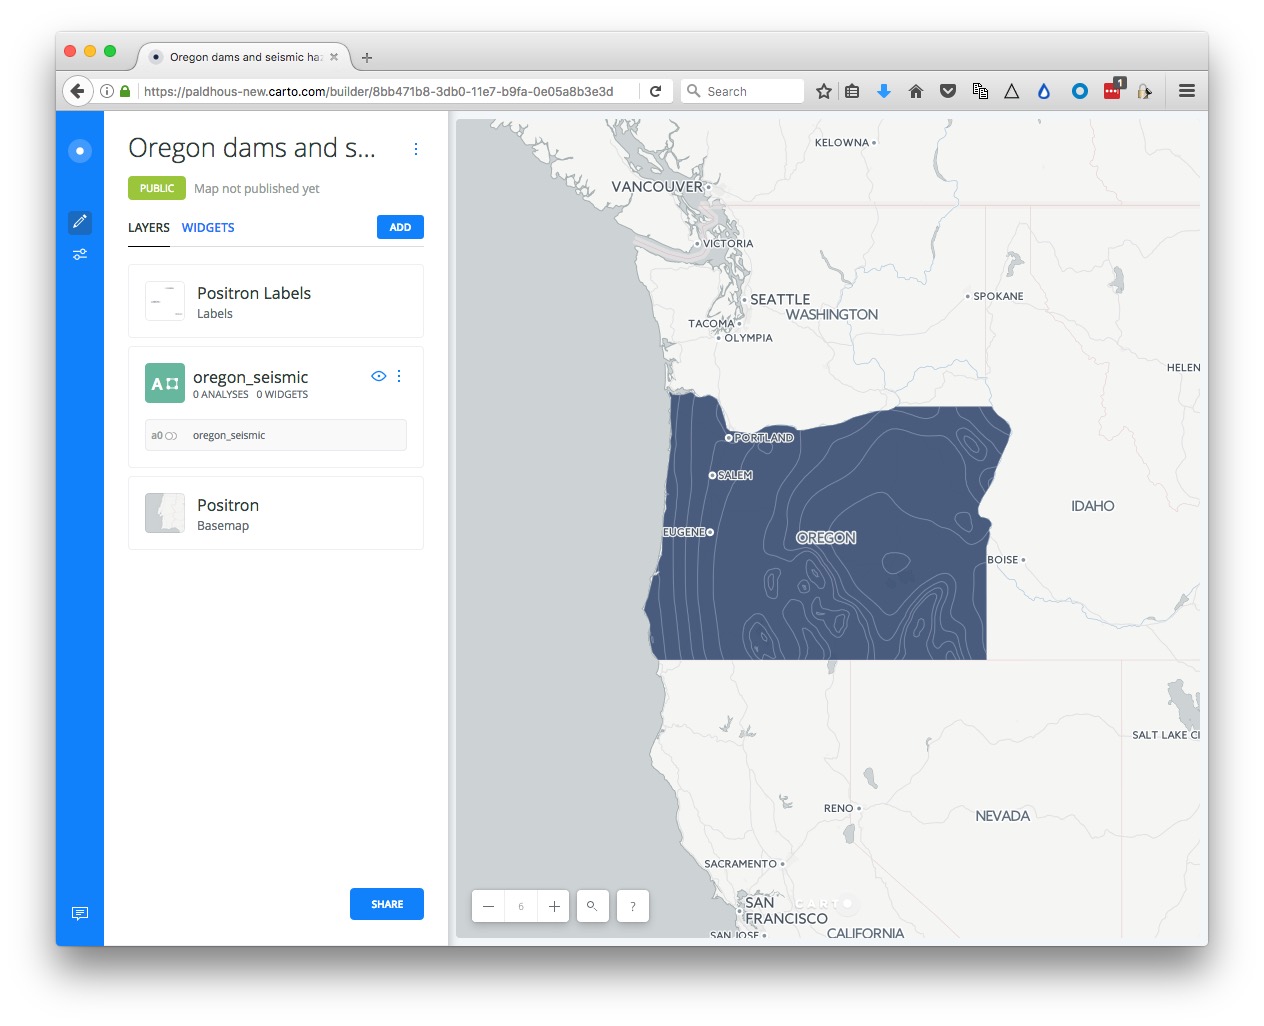 Oregon dams and seismic haz
https://paldhous-new.carto.com/builder/8bb471b8-3db0-11e7-b9fa-0e05a8b3e3d
Search
1
Oregon dams and s...
PUBLIC Map not published yet
LAYERS WIDGETS ADD
Positron Labels
Labels
A
oregon_seismic
0 ANALYSES 0 WIDGETS
a0 oregon_seismic
Positron
Basemap
SHARE
KELOWNA
VANCOUVER
VICTORIA
SEATTLE
SPOKANE
WASHINGTON
TACOMA
OLYMPIA
HELEN
PORTLAND
SALEM
IDAHO
EUGENE
OREGON
BOISE
SALT LAKE CI
RENO
NEVADA
SACRAMENTO
SAN
FRANCISCO
CARTO
SAN JOSE
CALIFORNIA
6
?